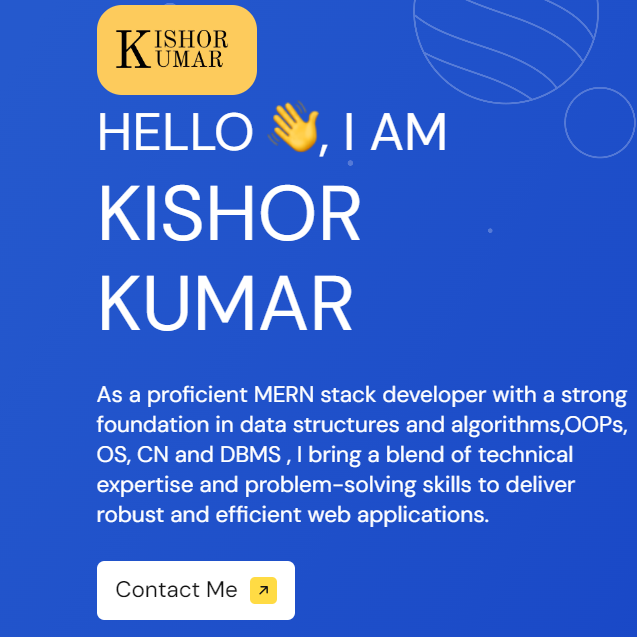 KISHOR
UMAR
HELLO 👋, I AM
KISHOR
KUMAR
As a proficient MERN stack developer with a strong
foundation in data structures and algorithms,OOPs,
OS, CN and DBMS , I bring a blend of technical
expertise and problem-solving skills to deliver
robust and efficient web applications.
Contact Me